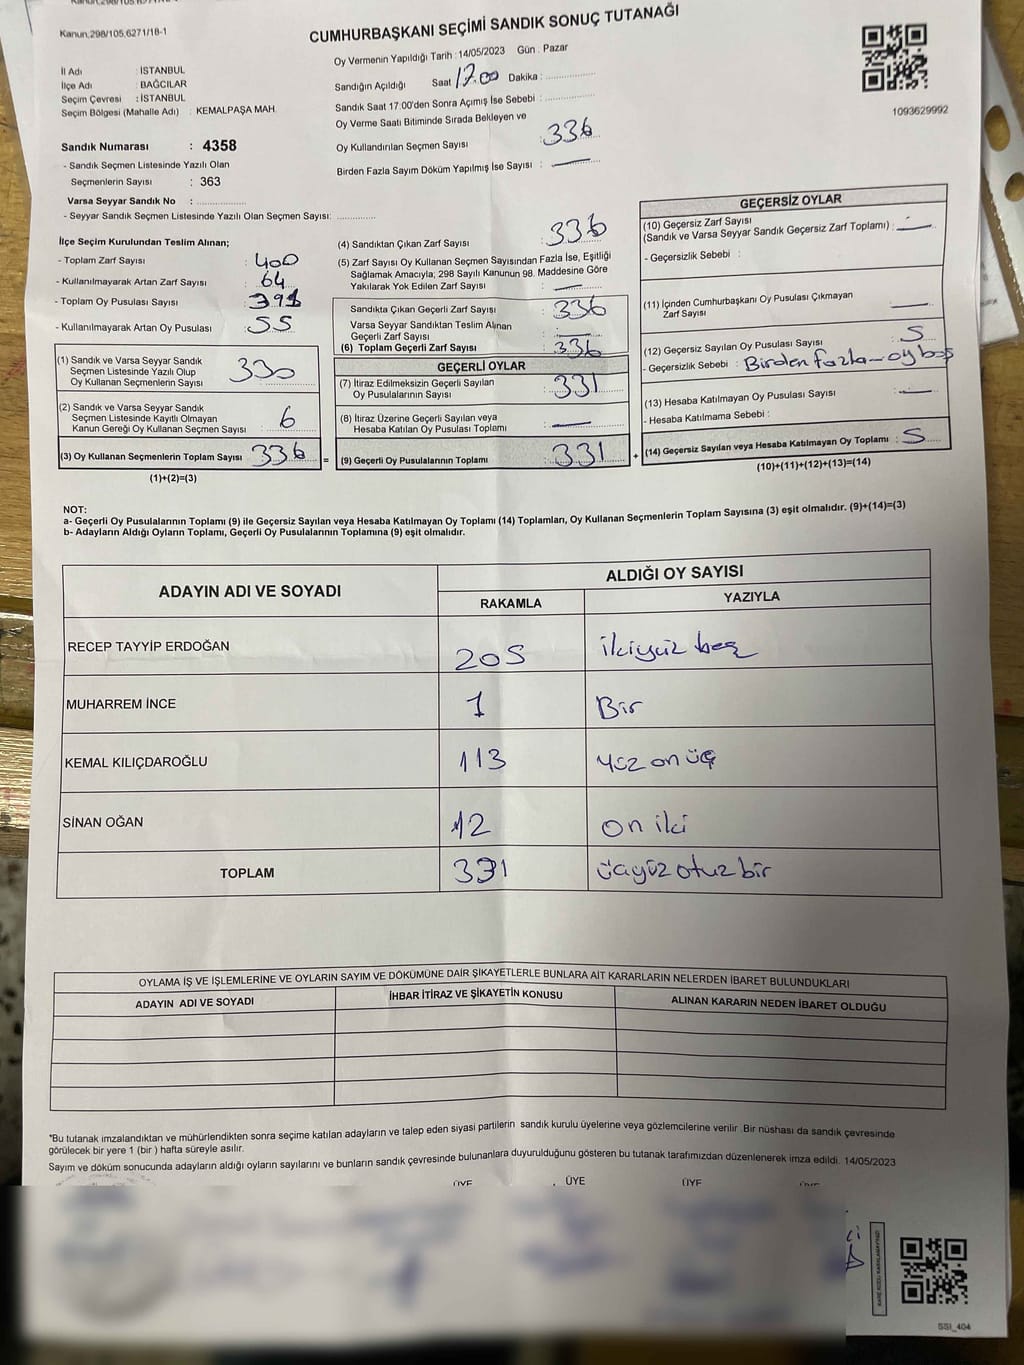 Kanun.298/105.6271/18-1
CUMHURBAŞKANI SEÇİMİ SANDIK SONUÇ TUTANAĞI
Oy Vermenin Yapıldığı Tarih : 14/05/2023 Gün : Pazar
İl Adı : İSTANBUL
İlçe Adı : BAĞCILAR
Seçim Çevresi : İSTANBUL
Seçim Bölgesi (Mahalle Adı) : KEMALPAŞA MAH.
Sandığın Açıldığı Saat 17.00 Dakika :
Sandık Saat 17:00'den Sonra Açımış İse Sebebi :
Oy Verme Saati Bitiminde Sırada Bekleyen ve
Oy Kullandırılan Seçmen Sayısı : 336
Birden Fazla Sayım Döküm Yapılmış İse Sayısı : —
1093629992
Sandık Numarası : 4358
- Sandık Seçmen Listesinde Yazılı Olan
Seçmenlerin Sayısı : 363
Varsa Seyyar Sandık No :
- Seyyar Sandık Seçmen Listesinde Yazılı Olan Seçmen Sayısı:
İlçe Seçim Kurulundan Teslim Alınan;
- Toplam Zarf Sayısı : 400
- Kullanılmayarak Artan Zarf Sayısı : 64
- Toplam Oy Pusulası Sayısı : 391
- Kullanılmayarak Artan Oy Pusulası : 55
(1) Sandık ve Varsa Seyyar Sandık
Seçmen Listesinde Yazılı Olup
Oy Kullanan Seçmenlerin Sayısı 330
(2) Sandık ve Varsa Seyyar Sandık
Seçmen Listesinde Kayıtlı Olmayan
Kanun Gereği Oy Kullanan Seçmen Sayısı : 6
(3) Oy Kullanan Seçmenlerin Toplam Sayısı 336 =
(1)+(2)=(3)
(4) Sandıktan Çıkan Zarf Sayısı : 336
(5) Zarf Sayısı Oy Kullanan Seçmen Sayısından Fazla İse, Eşitliği
Sağlamak Amacıyla; 298 Sayılı Kanunun 98. Maddesine Göre
Yakılarak Yok Edilen Zarf Sayısı : —
Sandıkta Çıkan Geçerli Zarf Sayısı : 336
Varsa Seyyar Sandıktan Teslim Alınan
Geçerli Zarf Sayısı : —
(6) Toplam Geçerli Zarf Sayısı : 336
GEÇERLİ OYLAR
(7) İtiraz Edilmeksizin Geçerli Sayılan
Oy Pusulasının Sayısı : 331
(8) İtiraz Üzerine Geçerli Sayılan veya
Hesaba Katılan Oy Pusulası Toplamı : —
(9) Geçerli Oy Pusulalarının Toplamı : 331 +
GEÇERSİZ OYLAR
(10) Geçersiz Zarf Sayısı
(Sandık ve Varsa Seyyar Sandık Geçersiz Zarf Toplamı) : —
- Geçersizlik Sebebi :
(11) İçinden Cumhurbaşkanı Oy Pusulası Çıkmayan
Zarf Sayısı : —
(12) Geçersiz Sayılan Oy Pusulası Sayısı : 5
- Geçersizlik Sebebi : Birden fazla oy boş
(13) Hesaba Katılmayan Oy Pusulası Sayısı : —
- Hesaba Katılmama Sebebi :
(14) Geçersiz Sayılan veya Hesaba Katılmayan Oy Toplamı : 5
(10)+(11)+(12)+(13)=(14)
NOT:
a- Geçerli Oy Pusulalarının Toplamı (9) ile Geçersiz Sayılan veya Hesaba Katılmayan Oy Toplamı (14) Toplamları, Oy Kullanan Seçmenlerin Toplam Sayısına (3) eşit olmalıdır. (9)+(14)=(3)
b- Adayların Aldığı Oyların Toplamı, Geçerli Oy Pusulalarının Toplamına (9) eşit olmalıdır.
ADAYIN ADI VE SOYADI ALDIĞI OY SAYISI
RAKAMLA YAZIYLA
RECEP TAYYİP ERDOĞAN 205 ikiyüz beş
MUHARREM İNCE 1 Bir
KEMAL KILIÇDAROĞLU 113 yüz on üç
SİNAN OĞAN 12 on iki
TOPLAM 331 üçyüz otuz bir
OYLAMA İŞ VE İŞLEMLERİNE VE OYLARIN SAYIM VE DÖKÜMÜNE DAİR ŞİKAYETLERLE BUNLARA AİT KARARLARIN NELERDEN İBARET BULUNDUKLARI
ADAYIN ADI VE SOYADI İHBAR İTİRAZ VE ŞİKAYETİN KONUSU ALINAN KARARIN NEDEN İBARET OLDUĞU
*Bu tutanak imzalandıktan ve mühürlendikten sonra seçime katılan adayların ve talep eden siyasi partilerin sandık kurulu üyelerine veya gözlemcilerine verilir. Bir nüshası da sandık çevresinde
görülecek bir yere 1 (bir ) hafta süreyle asılır.
Sayım ve döküm sonucunda adayların aldığı oyların sayılarını ve bunların sandık çevresinde bulunanlara duyurulduğunu gösteren bu tutanak tarafımızdan düzenlenerek imza edildi. 14/05/2023
ÜYE ÜYE ÜYE ÜYE
SSI_404